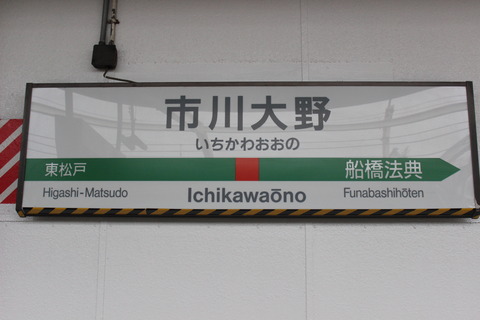 市川大野
いちかわおおの
東松戸 船橋法典
Higashi-Matsudo Ichikawaōno Funabashihōten